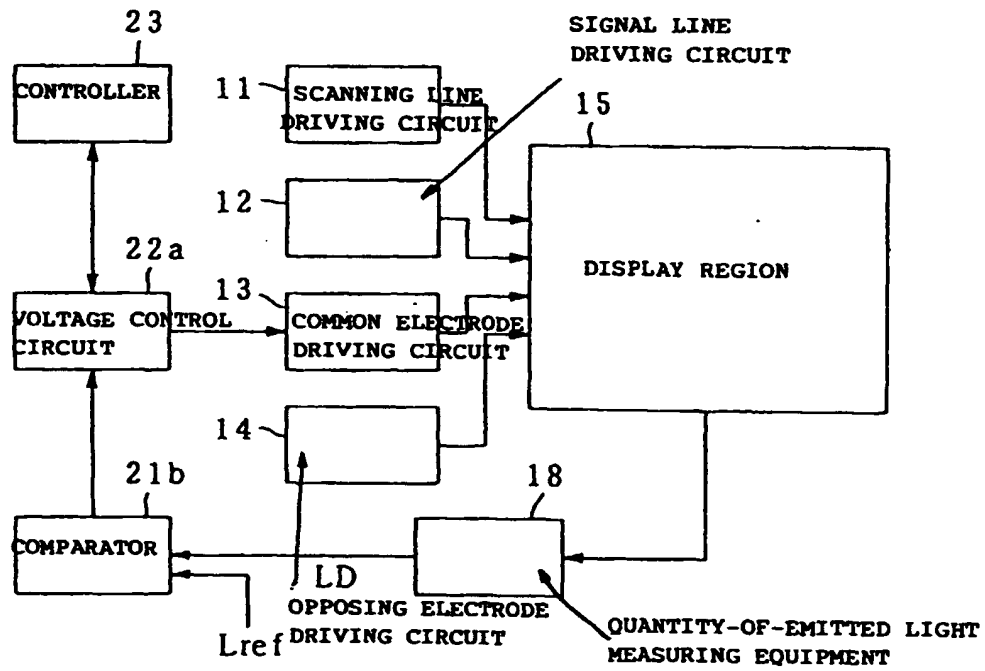 23
CONTROLLER
SIGNAL LINE
DRIVING CIRCUIT
11
SCANNING LINE
DRIVING CIRCUIT
15
12
DISPLAY REGION
22a
VOLTAGE CONTROL
CIRCUIT
13
COMMON ELECTRODE
DRIVING CIRCUIT
14
21b
COMPARATOR
18
LD
OPPOSING ELECTRODE
DRIVING CIRCUIT
Lref
QUANTITY-OF-EMITTED LIGHT
MEASURING EQUIPMENT